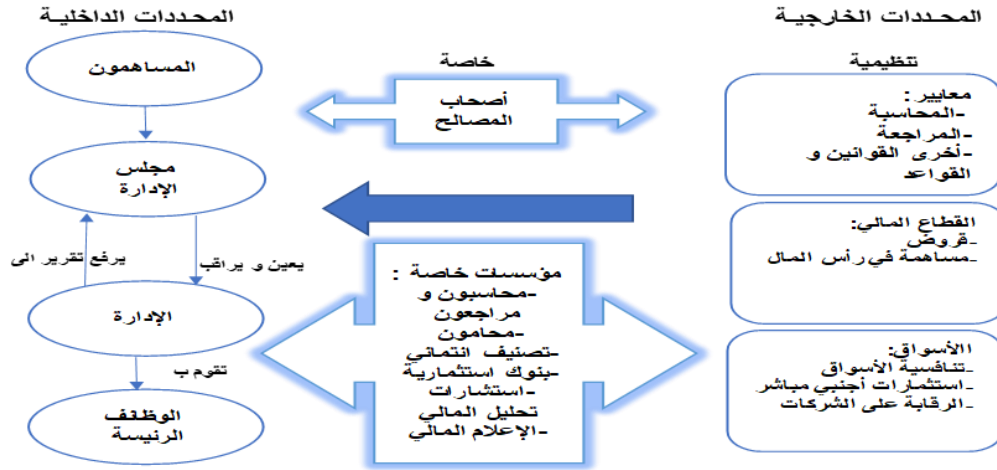 المحددات الخارجية
المحددات الداخلية
تنظيمية
معايير:
-المحاسبة
-المراجعة
-أخرى القوانين و
القواعد
القطاع المالي:
-قروض
-مساهمة في رأس المال
الأسواق:
-تنافسية الأسواق
-استثمارات أجنبي مباشر
-الرقابة على الشركات
خاصة
أصحاب
المصالح
مؤسسات خاصة :
-محاسبون و
مراجعون
-محامون
-تصنيف ائتماني
-بنوك استثمارية
-استشارات
تحليل المالي
-الإعلام المالي
المساهمون
مجلس
الإدارة
يعين و يراقب
يرفع تقرير الى
الإدارة
تقوم ب
الوظائف
الرئيسة